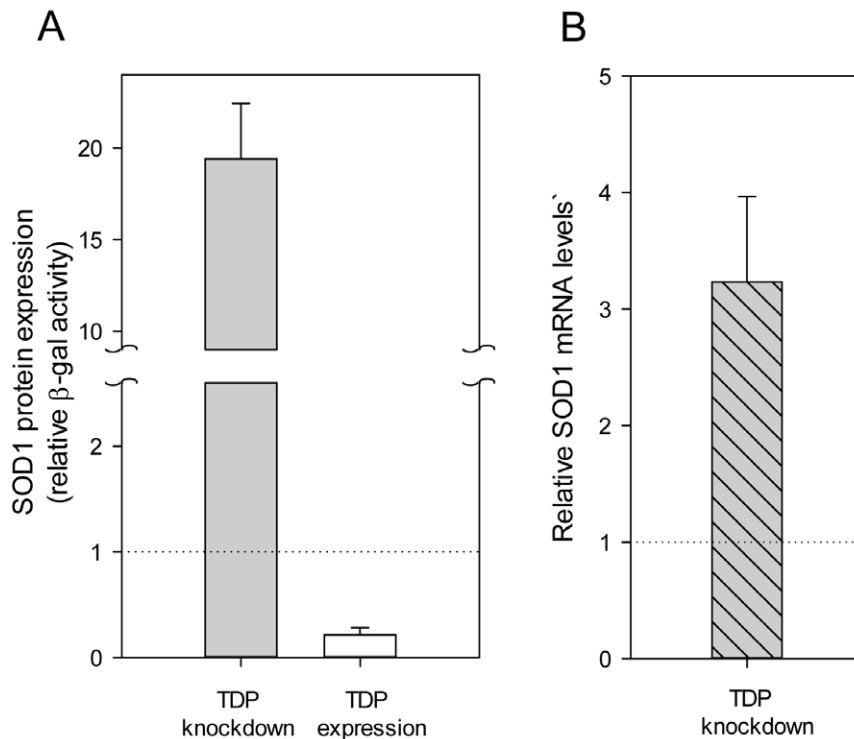 A
SOD1 protein expression
(relative β-gal activity)
20
15
10
2
1
0
TDP
knockdown
TDP
expression
B
Relative SOD1 mRNA levels`
5
4
3
2
1
0
TDP
knockdown